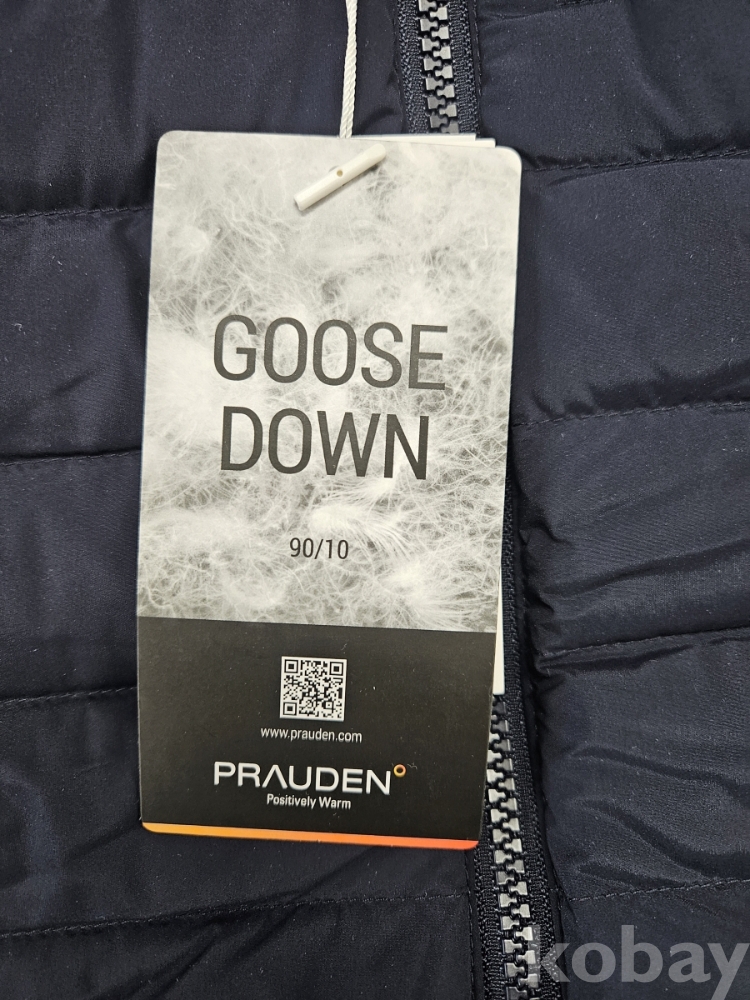 GOOSE
DOWN
90/10
www.prauden.com
PRAUDEN
Positively Warm
kobay